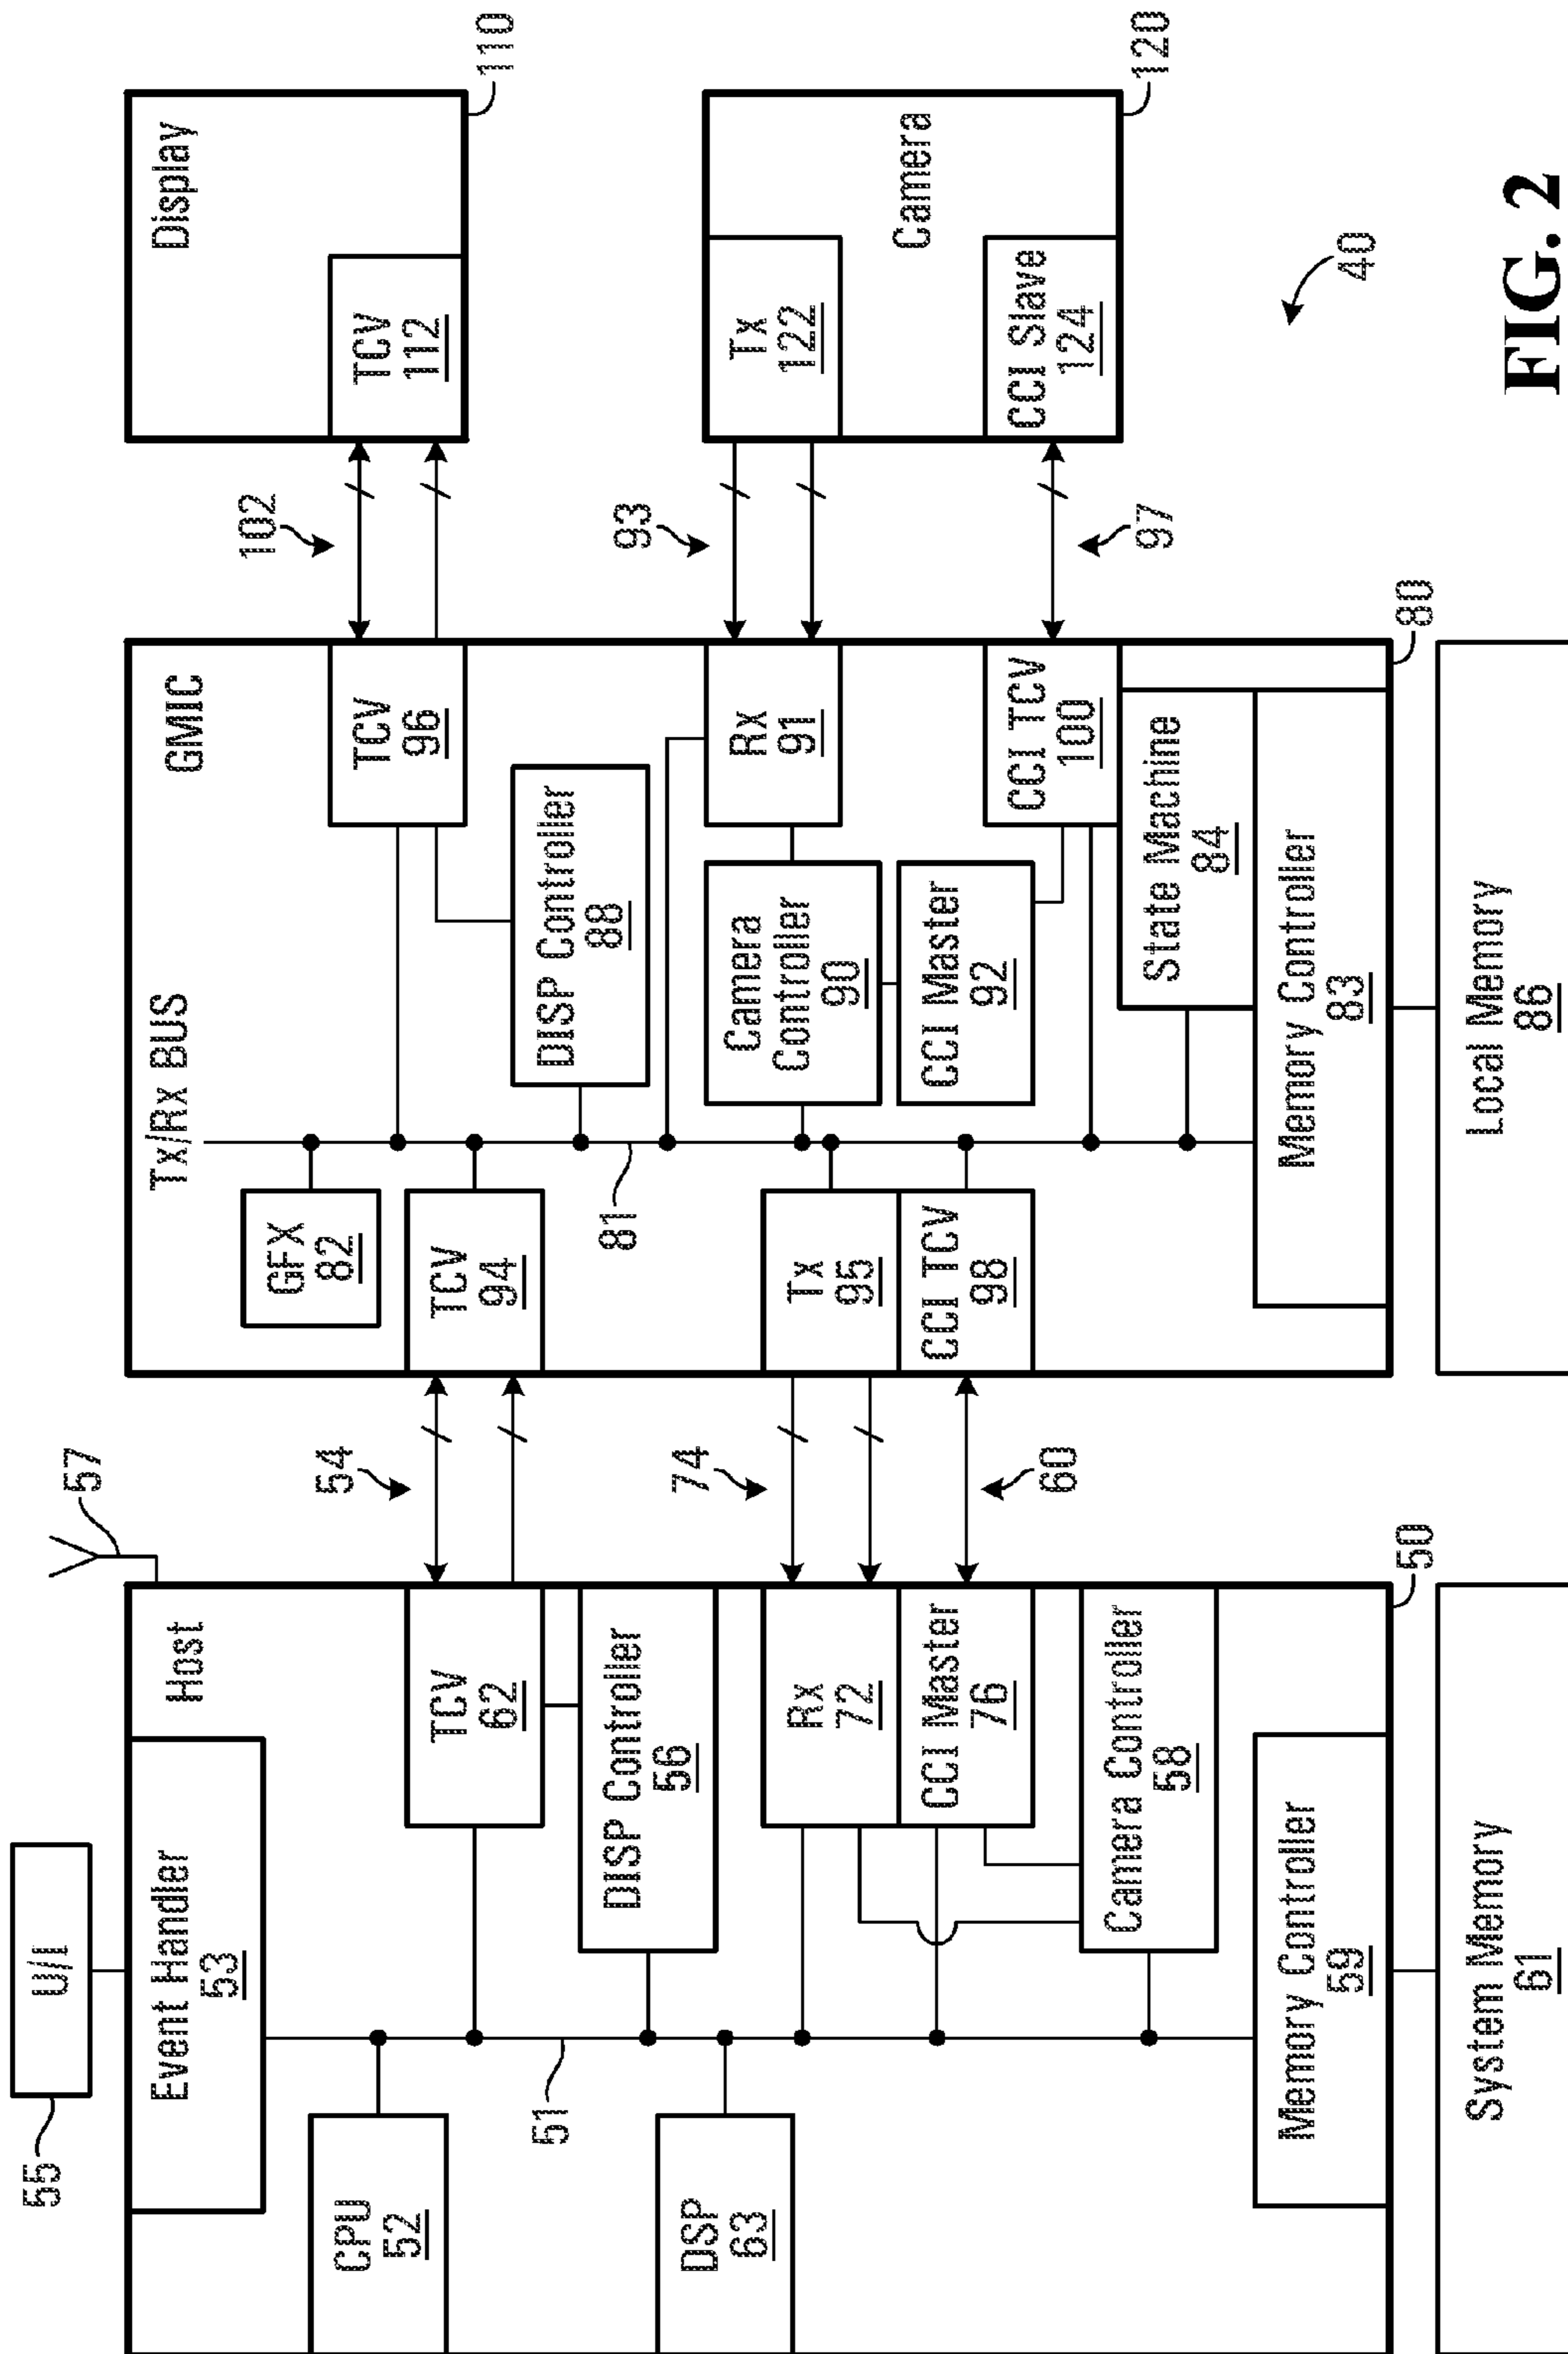 55
U/I
57
Host
Event Handler
53
CPU
52
TCV
62
54
51
DISP Controller
56
DSP
63
Rx
72
74
CCI Master
76
60
Camera Controller
58
Memory Controller
59
50
System Memory
61
Tx/Rx BUS
GMIC
GFX
82
TCV
94
TCV
96
81
DISP Controller
88
Tx
95
CCI TCV
98
Camera
Controller
90
CCI Master
92
Rx
91
CCI TCV
100
State Machine
84
Memory Controller
83
80
Local Memory
86
102
Display
TCV
112
110
93
Tx
122
Camera
97
CCI Slave
124
120
40
FIG. 2